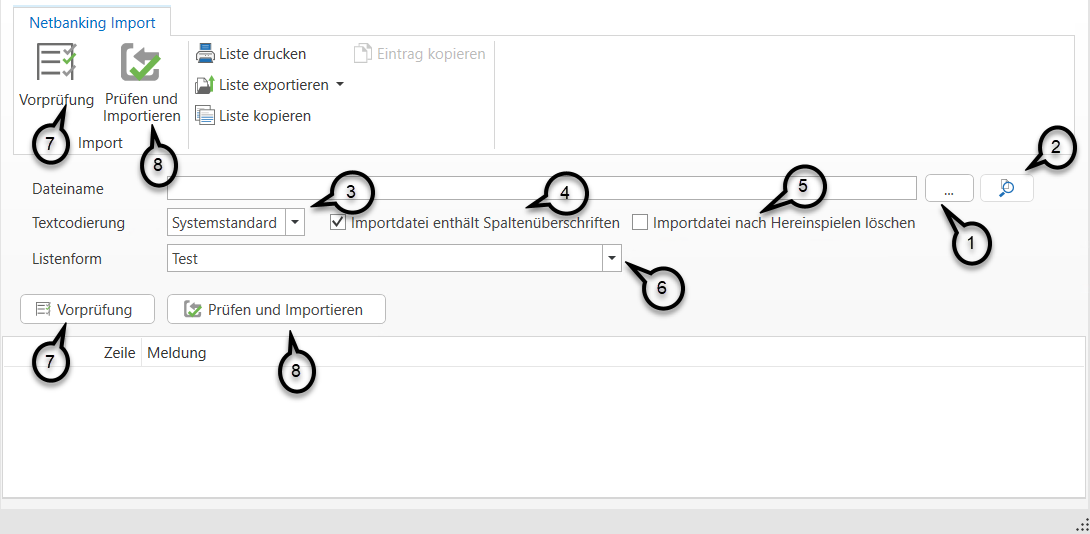 Netbanking Import
Liste drucken
Eintrag kopieren
Liste exportieren
Vorprüfung
Prüfen und
Importieren
Liste kopieren
7
Import
8
2
Dateiname
...
3
4
5
Textcodierung
Systemstandard
Importdatei enthält Spaltenüberschriften
Importdatei nach Hereinspielen löschen
1
Listenform
Test
6
Vorprüfung
Prüfen und Importieren
7
Zeile
Meldung
8